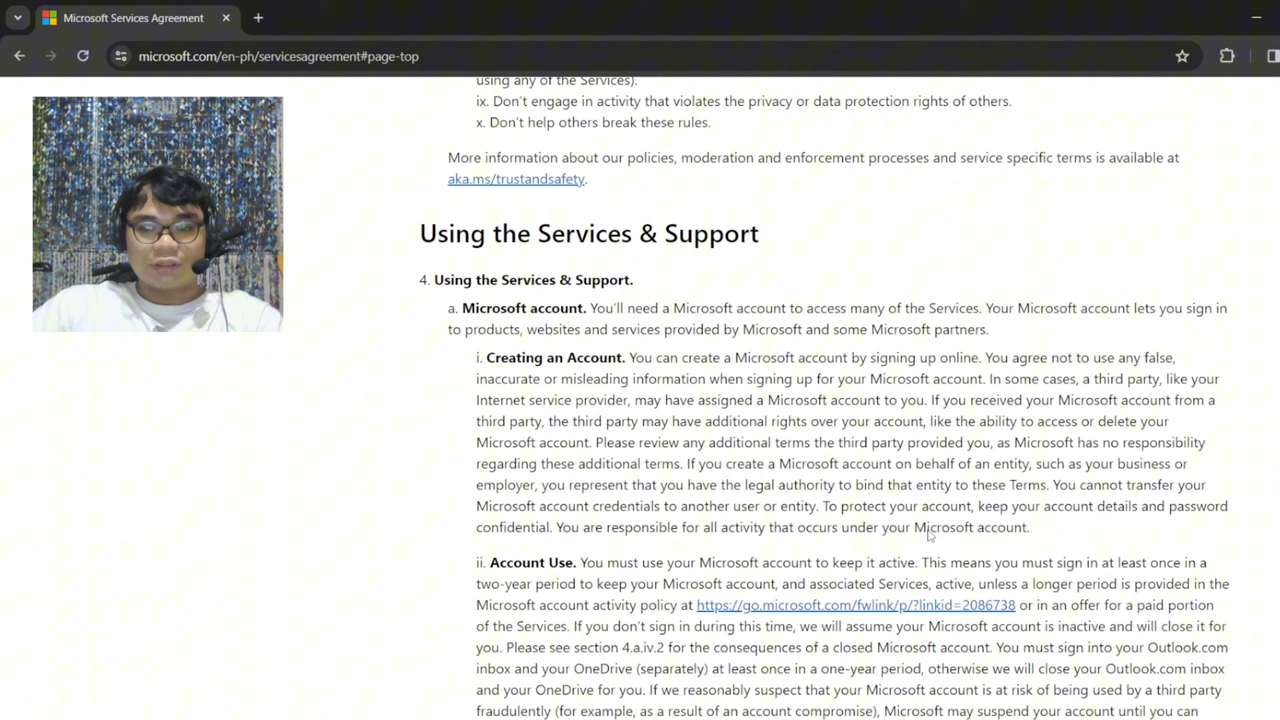 Microsoft Services Agreement
microsoft.com/en-ph/servicesagreement#page-top
using any of the Services).
ix. Don’t engage in activity that violates the privacy or data protection rights of others.
x. Don’t help others break these rules.
More information about our policies, moderation and enforcement processes and service specific terms is available at
aka.ms/trustandsafety.
Using the Services & Support
4. Using the Services & Support.
a. Microsoft account. You’ll need a Microsoft account to access many of the Services. Your Microsoft account lets you sign in
to products, websites and services provided by Microsoft and some Microsoft partners.
i. Creating an Account. You can create a Microsoft account by signing up online. You agree not to use any false,
inaccurate or misleading information when signing up for your Microsoft account. In some cases, a third party, like your
Internet service provider, may have assigned a Microsoft account to you. If you received your Microsoft account from a
third party, the third party may have additional rights over your account, like the ability to access or delete your
Microsoft account. Please review any additional terms the third party provided you, as Microsoft has no responsibility
regarding these additional terms. If you create a Microsoft account on behalf of an entity, such as your business or
employer, you represent that you have the legal authority to bind that entity to these Terms. You cannot transfer your
Microsoft account credentials to another user or entity. To protect your account, keep your account details and password
confidential. You are responsible for all activity that occurs under your Microsoft account.
ii. Account Use. You must use your Microsoft account to keep it active. This means you must sign in at least once in a
two-year period to keep your Microsoft account, and associated Services, active, unless a longer period is provided in the
Microsoft account activity policy at https://go.microsoft.com/fwlink/p/?linkid=2086738 or in an offer for a paid portion
of the Services. If you don’t sign in during this time, we will assume your Microsoft account is inactive and will close it for
you. Please see section 4.a.iv.2 for the consequences of a closed Microsoft account. You must sign into your Outlook.com
inbox and your OneDrive (separately) at least once in a one-year period, otherwise we will close your Outlook.com inbox
and your OneDrive for you. If we reasonably suspect that your Microsoft account is at risk of being used by a third party
fraudulently (for example, as a result of an account compromise), Microsoft may suspend your account until you can